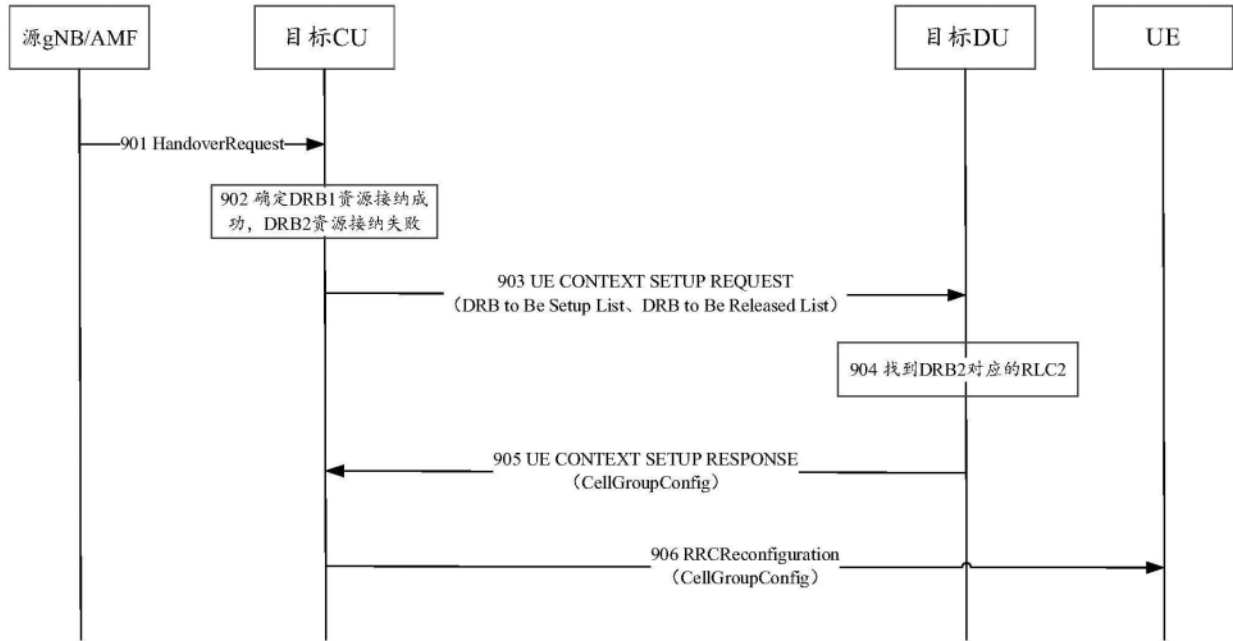 源gNB/AMF
目标CU
目标DU
UE
901 HandoverRequest
902 确定DRB1资源接纳成
功，DRB2资源接纳失败
903 UE CONTEXT SETUP REQUEST
（DRB to Be Setup List、DRB to Be Released List）
904 找到DRB2对应的RLC2
905 UE CONTEXT SETUP RESPONSE
（CellGroupConfig）
906 RRCReconfiguration
（CellGroupConfig）